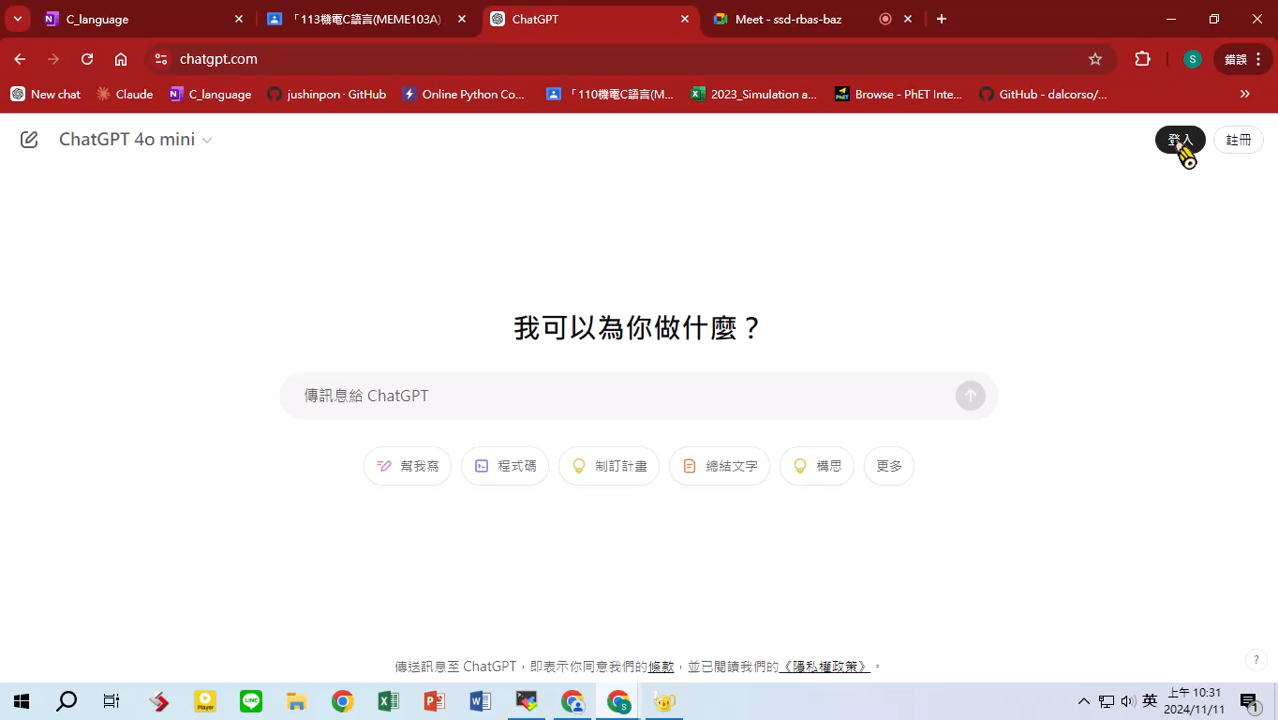 C_language
「113機電C語言(MEME103A)
ChatGPT
Meet - ssd-rbas-baz
chatgpt.com
S
錯誤
New chat
Claude
C_language
jushinpon · GitHub
Online Python Co...
「110機電C語言(M...
2023_Simulation a...
Browse - PhET Inte...
GitHub - dalcorso/...
ChatGPT 4o mini
登入
註冊
我可以為你做什麼？
傳訊息給 ChatGPT
幫我寫
程式碼
制訂計畫
總結文字
構思
更多
傳送訊息至 ChatGPT，即表示你同意我們的條款，並已閱讀我們的《隱私權政策》。
?
Player
LINE
S
英
上午 10:31
2024/11/11
1